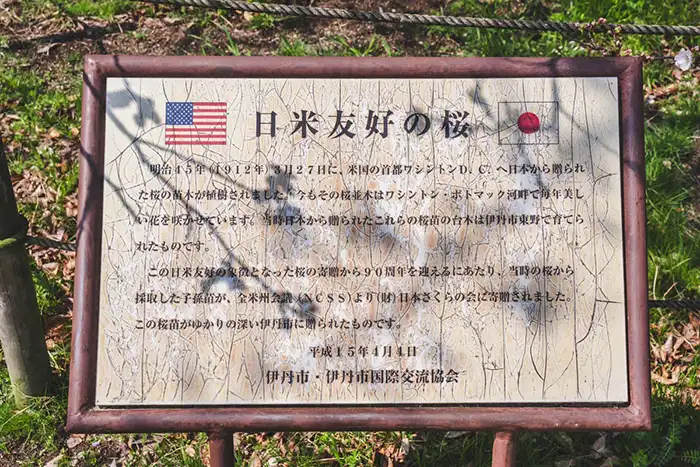 日米友好の桜
明治45年(1912年)3月27日に、米国の首都ワシントンD.C.へ日本から贈られ
た桜の苗木が植樹されました。今もその桜並木はワシントン・ポトマック河畔で毎年美し
い花を咲かせています。当時日本から贈られたこれらの桜苗の台木は伊丹市東野で育てら
れたものです。
この日米友好の象徴となった桜の寄贈から90周年を迎えるにあたり、当時の桜から
採取した子孫苗が、全米州会議(NCSS)より(財)日本さくらの会に寄贈されました。
この桜苗がゆかりの深い伊丹市に贈られたものです。
平成15年4月4日
伊丹市・伊丹市国際交流協会